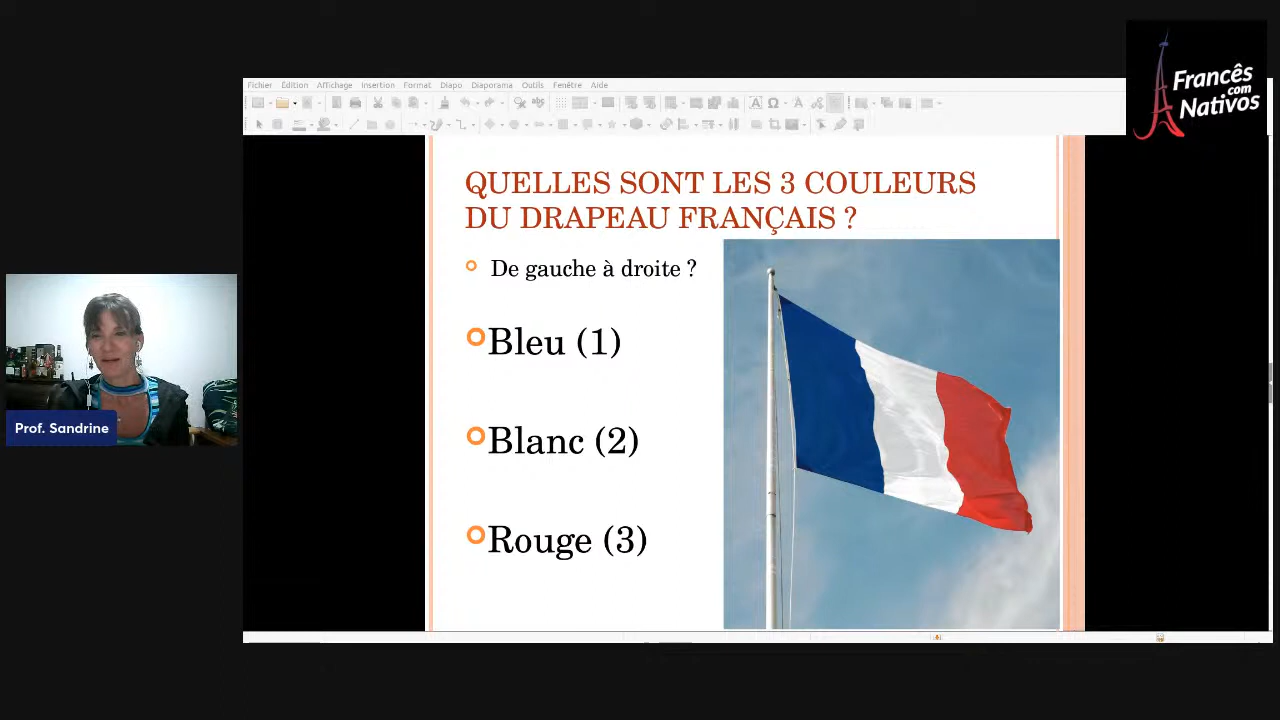 Francês
com
Nativos
Fichier Édition Affichage Insertion Format Diapo Diaporama Outils Fenêtre Aide
QUELLES SONT LES 3 COULEURS
DU DRAPEAU FRANÇAIS ?
De gauche à droite ?
Bleu (1)
Blanc (2)
Rouge (3)
Prof. Sandrine